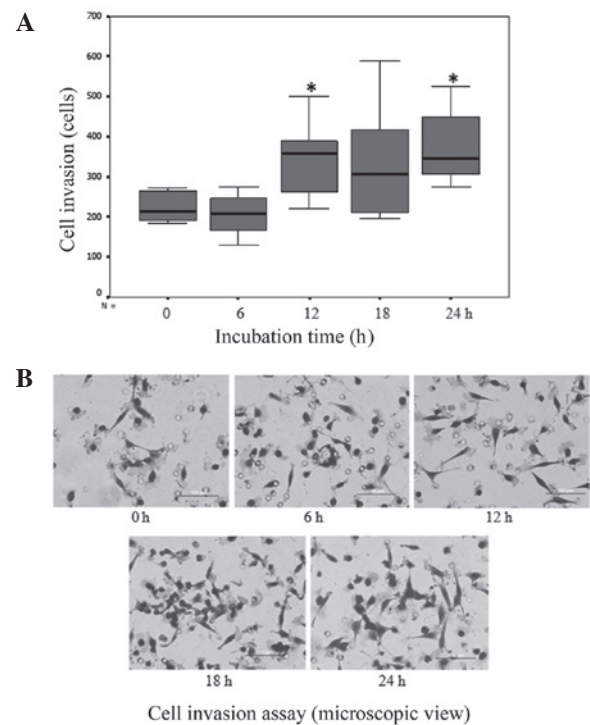 A
700
600
500
400
300
200
100
0
Cell invasion (cells)
*
*
N =
0 6 12 18 24 h
Incubation time (h)
B
0 h 6 h 12 h
18 h 24 h
Cell invasion assay (microscopic view)